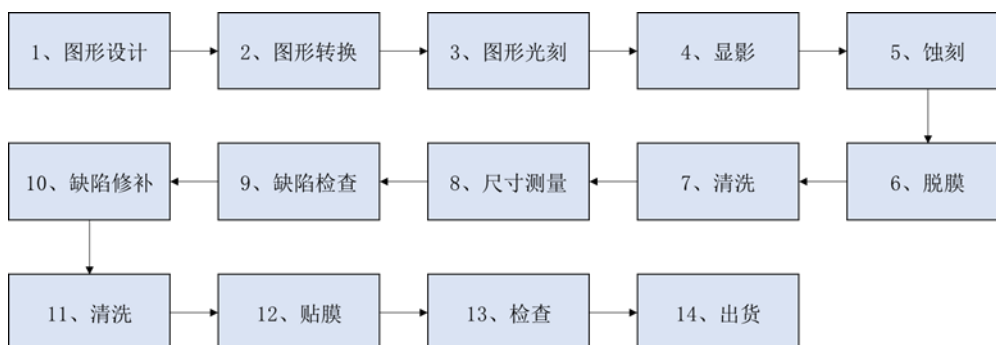 1、图形设计
2、图形转换
3、图形光刻
4、显影
5、蚀刻
6、脱膜
7、清洗
8、尺寸测量
9、缺陷检查
10、缺陷修补
11、清洗
12、贴膜
13、检查
14、出货